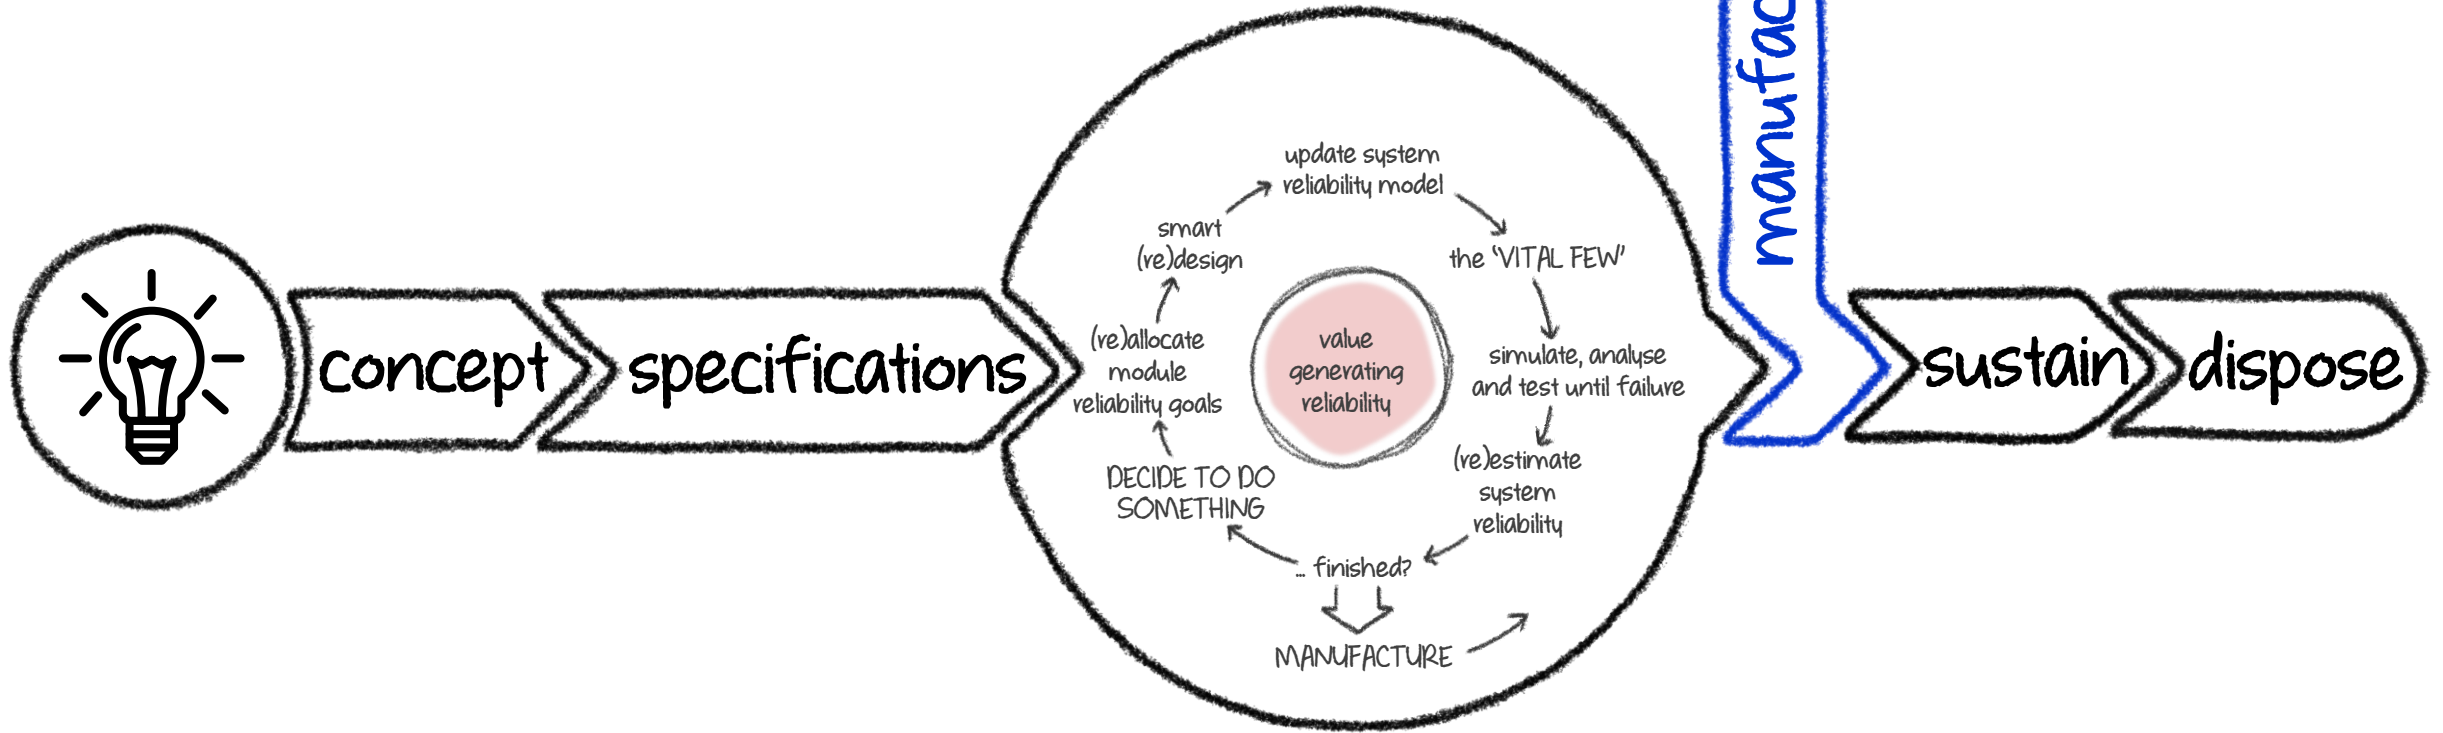 concept
specifications
update system
reliability model
the 'VITAL FEW'
simulate, analyse
and test until failure
(re)estimate
system
reliability
... finished?
MANUFACTURE
DECIDE TO DO
SOMETHING
(re)allocate
module
reliability goals
smart
(re)design
value
generating
reliability
manufac
sustain
dispose